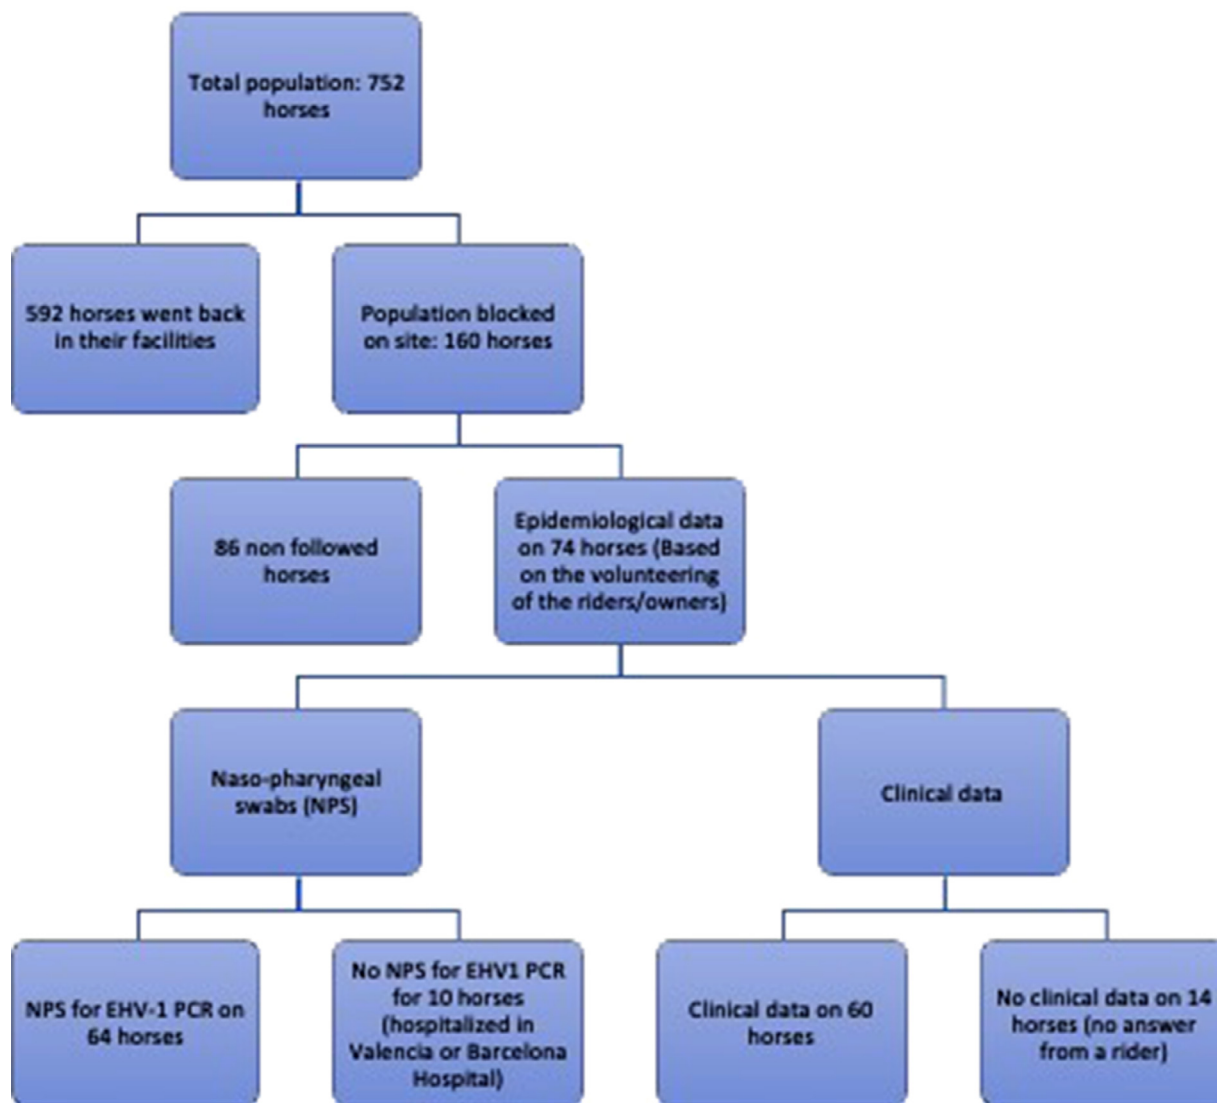 Total population: 752
horses
592 horses went back
in their facilities
Population blocked
on site: 160 horses
86 non followed
horses
Epidemiological data
on 74 horses (Based
on the volunteering
of the riders/owners)
Naso-pharyngeal
swabs (NPS)
Clinical data
NPS for EHV-1 PCR on
64 horses
No NPS for EHV1 PCR
for 10 horses
(hospitalized in
Valencia or Barcelona
Hospital)
Clinical data on 60
horses
No clinical data on 14
horses (no answer
from a rider)